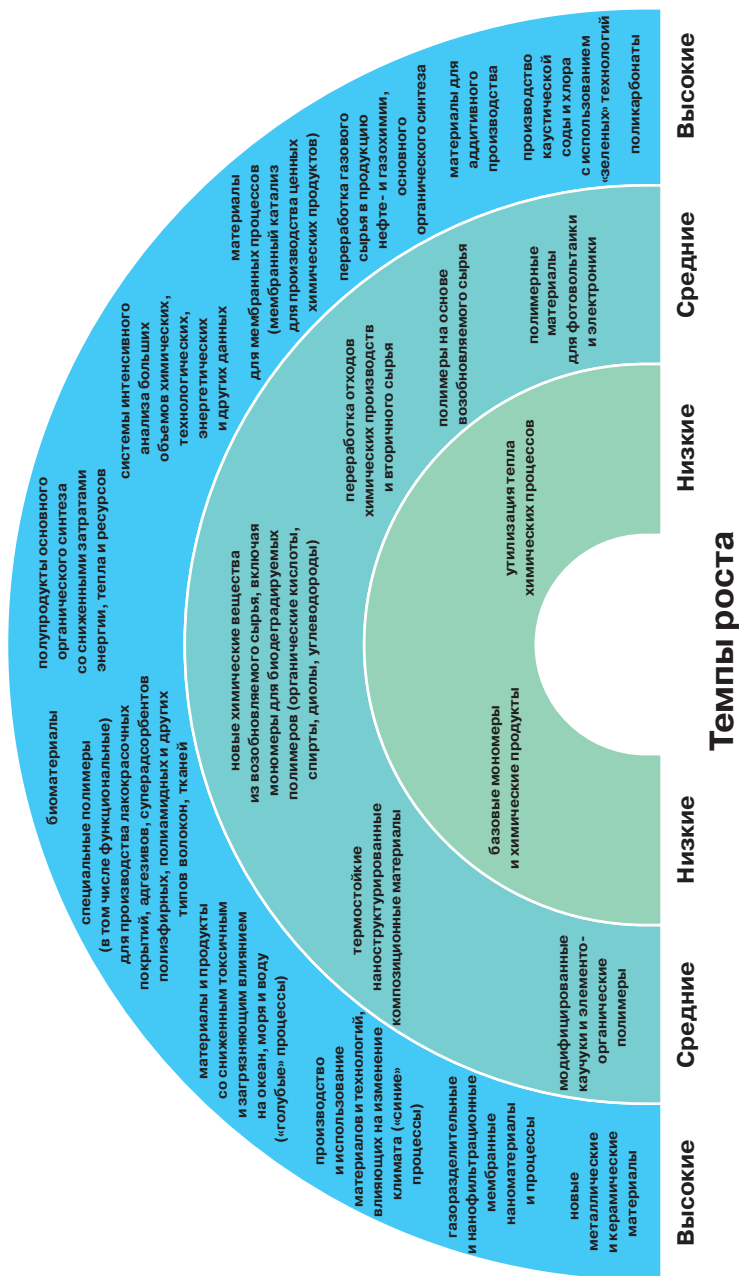 новые
металлические
и керамические
материалы
газоразделительные
и нанофильтрационные
мембранные
наноматериалы
и процессы
производство
и использование
материалов и технологий,
влияющих на изменение
климата («синие»
процессы)
материалы и продукты
со сниженным токсичным
и загрязняющим влиянием
на океан, моря и воду
(«голубые» процессы)
специальные полимеры
(в том числе функциональные)
для производства лакокрасочных
покрытий, адгезивов, суперадсорбентов
полиэфирных, полиамидных и других
типов волокон, тканей
биоматериалы
полупродукты основного
органического синтеза
со сниженными затратами
энергии, тепла и ресурсов
системы интенсивного
анализа больших
объемов химических,
технологических,
энергетических
и других данных
материалы
для мембранных процессов
(мембранный катализ
для производства ценных
химических продуктов)
переработка газового
сырья в продукцию
нефте- и газохимии,
основного
органического синтеза
материалы для
аддитивного
производства
производство
каустической
соды и хлора
с использованием
«зеленых» технологий
поликарбонаты
модифицированные
каучуки и элементо-
органические
полимеры
термостойкие
наноструктурированные
композиционные материалы
новые химические вещества
из возобновляемого сырья, включая
мономеры для биодеградируемых
полимеров (органические кислоты,
спирты, диолы, углеводороды)
переработка отходов
химических производств
и вторичного сырья
полимеры на основе
возобновляемого сырья
полимерные
материалы
для фотовольтаики
и электроники
базовые мономеры
и химические продукты
утилизация тепла
химических процессов
Высокие
Средние
Низкие
Низкие
Средние
Высокие
Темпы роста